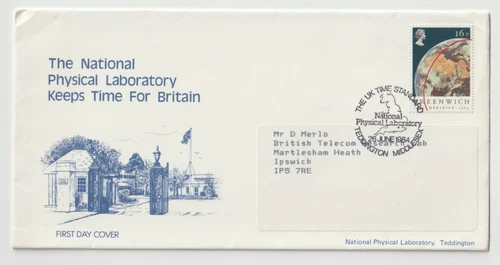 The National
Physical Laboratory
Keeps Time For Britain
16p
GREENWICH
MERIDIAN · 1984
THE UK TIME STANDARD
National
Physical Laboratory
26 JUNE 1984
TEDDINGTON MIDDLESEX
Mr D Merlo
British Telecom Research Lab
Martlesham Heath
Ipswich
IP5 7RE
FIRST DAY COVER
National Physical Laboratory, Teddington